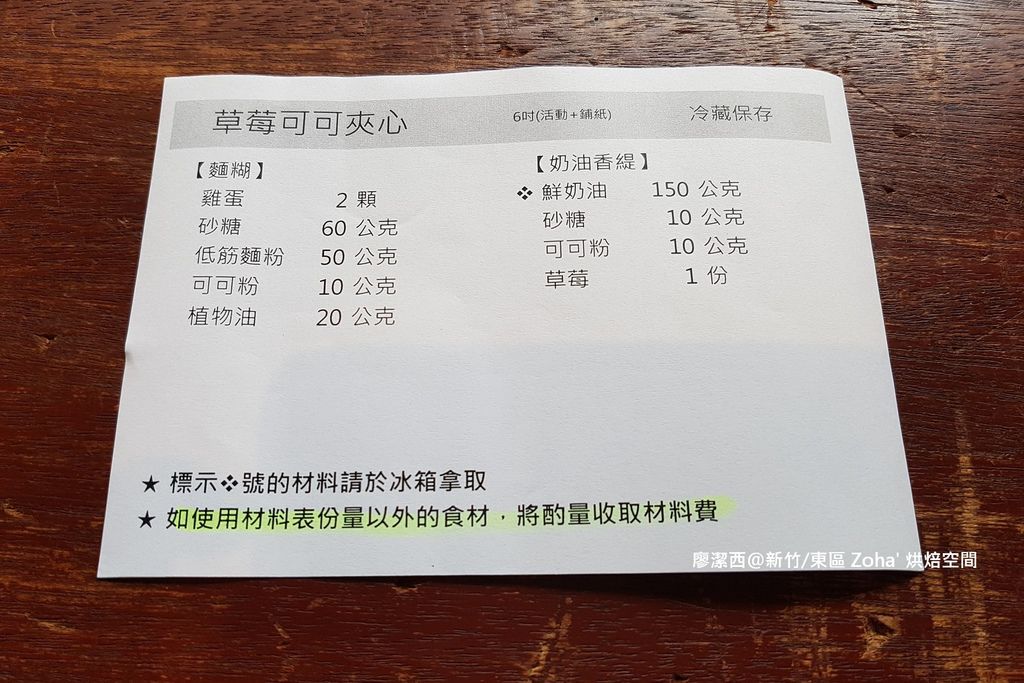 草莓可可夾心 6吋(活動+鋪紙) 冷藏保存
【麵糊】
雞蛋 2 顆
砂糖 60 公克
低筋麵粉 50 公克
可可粉 10 公克
植物油 20 公克
【奶油香緹】
❖ 鮮奶油 150 公克
砂糖 10 公克
可可粉 10 公克
草莓 1 份
★ 標示❖號的材料請於冰箱拿取
★ 如使用材料表份量以外的食材，將酌量收取材料費
廖潔西@新竹/東區 Zoha' 烘焙空間